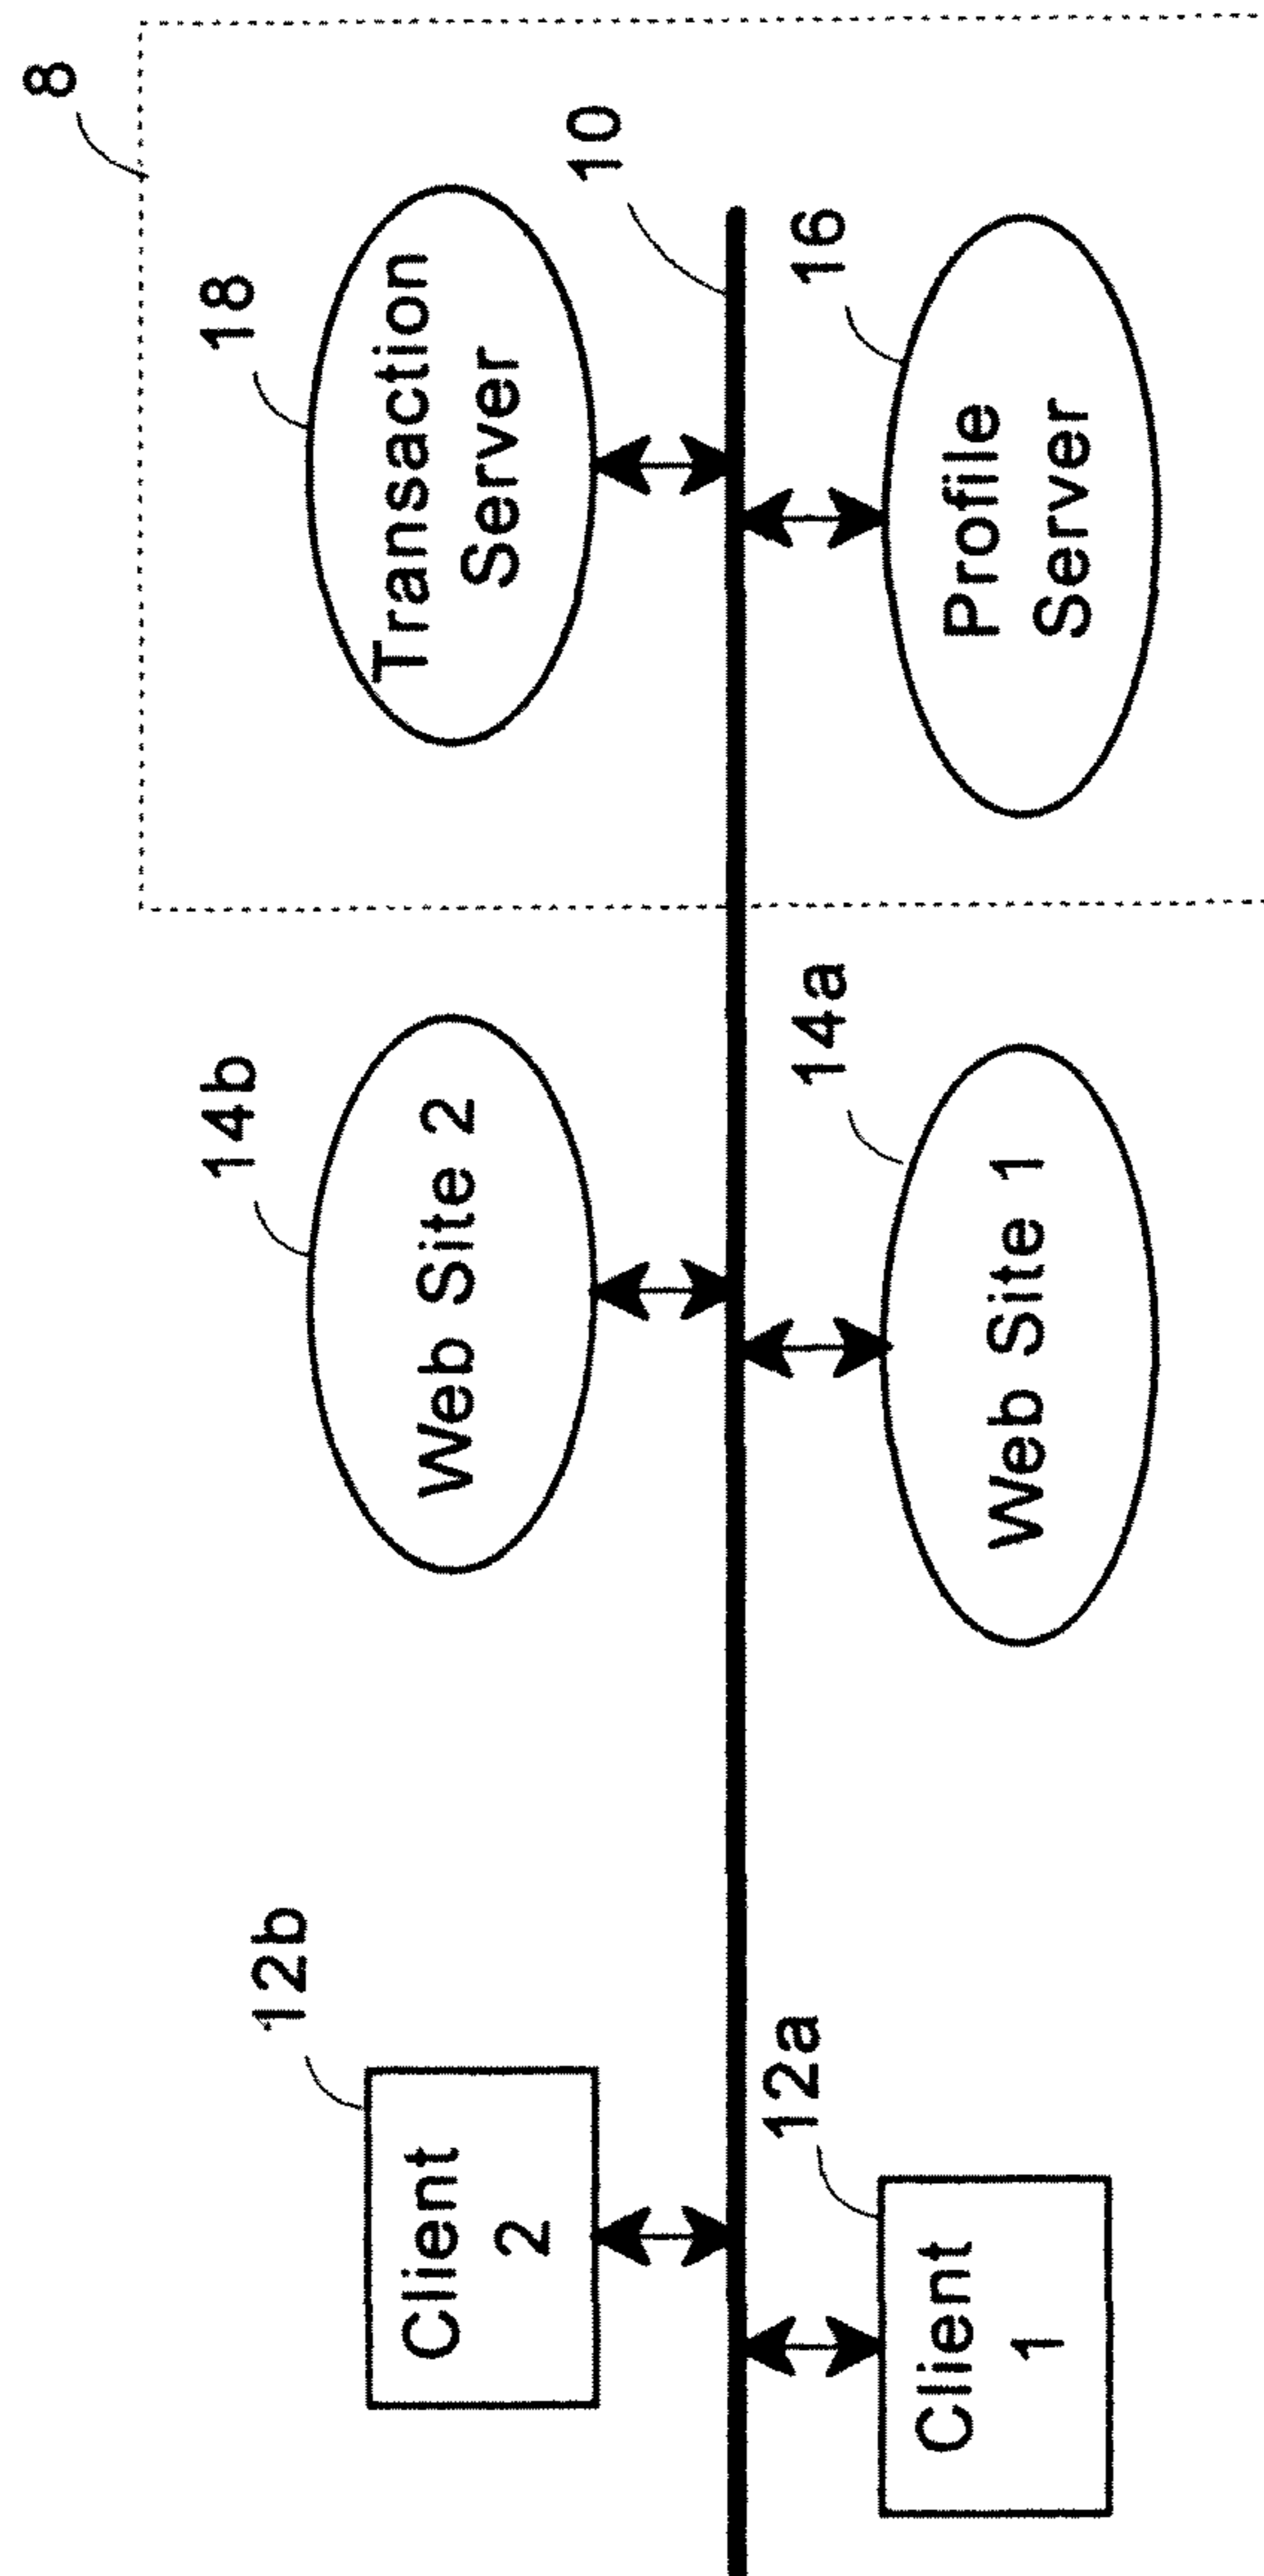 8
18
Transaction
Server
10
16
Profile
Server
14b
Web Site 2
14a
Web Site 1
12b
Client
2
12a
Client
1